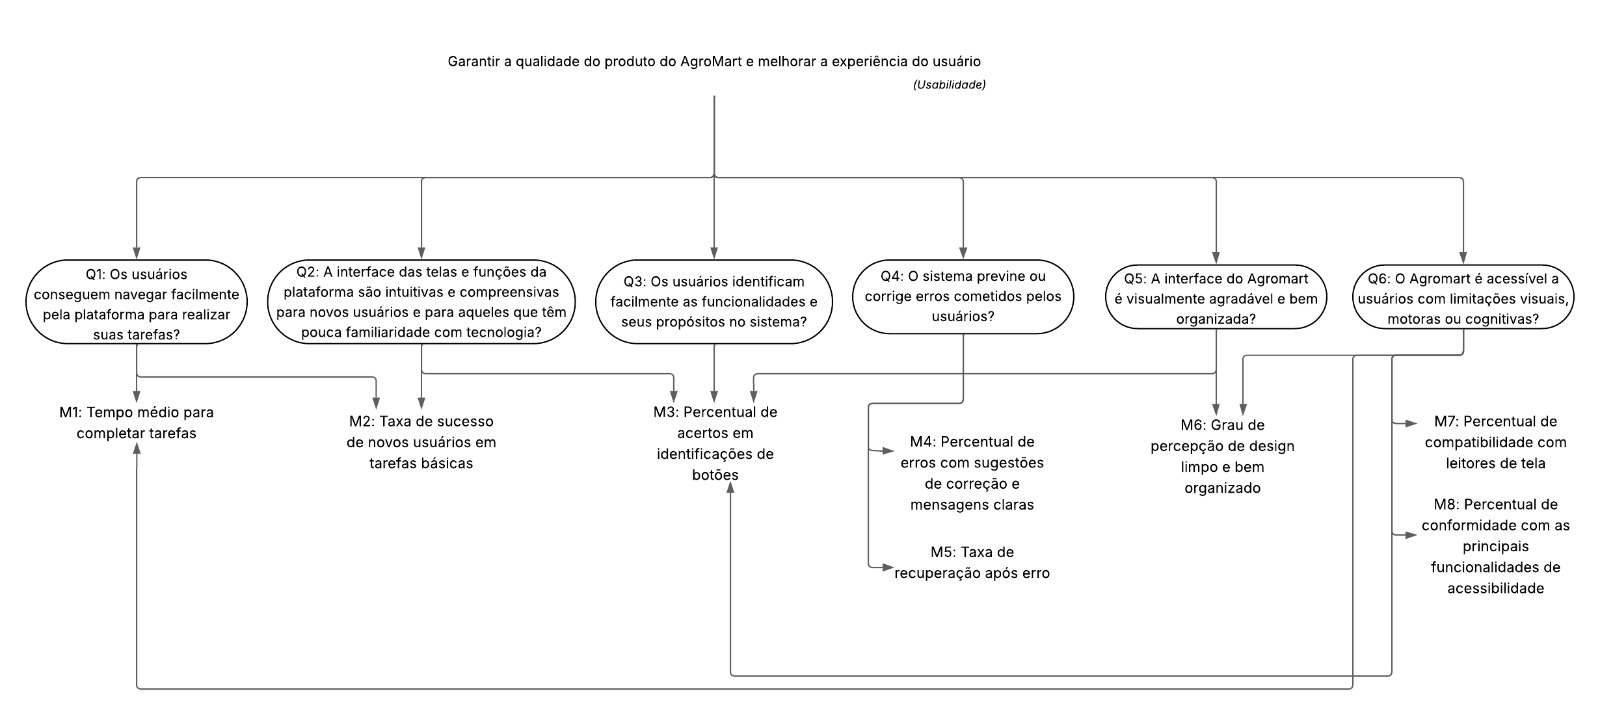 Garantir a qualidade do produto do AgroMart e melhorar a experiência do usuário
(Usabilidade)
Q1: Os usuários
conseguem navegar facilmente
pela plataforma para realizar
suas tarefas?
Q2: A interface das telas e funções da
plataforma são intuitivas e compreensivas
para novos usuários e para aqueles que têm
pouca familiaridade com tecnologia?
Q3: Os usuários identificam
facilmente as funcionalidades e
seus propósitos no sistema?
Q4: O sistema previne ou
corrige erros cometidos pelos
usuários?
Q5: A interface do Agromart
é visualmente agradável e bem
organizada?
Q6: O Agromart é acessível a
usuários com limitações visuais,
motoras ou cognitivas?
M1: Tempo médio para
completar tarefas
M2: Taxa de sucesso
de novos usuários em
tarefas básicas
M3: Percentual de
acertos em
identificações de
botões
M4: Percentual de
erros com sugestões
de correção e
mensagens claras
M5: Taxa de
recuperação após erro
M6: Grau de
percepção de design
limpo e bem
organizado
M7: Percentual de
compatibilidade com
leitores de tela
M8: Percentual de
conformidade com as
principais
funcionalidades de
acessibilidade